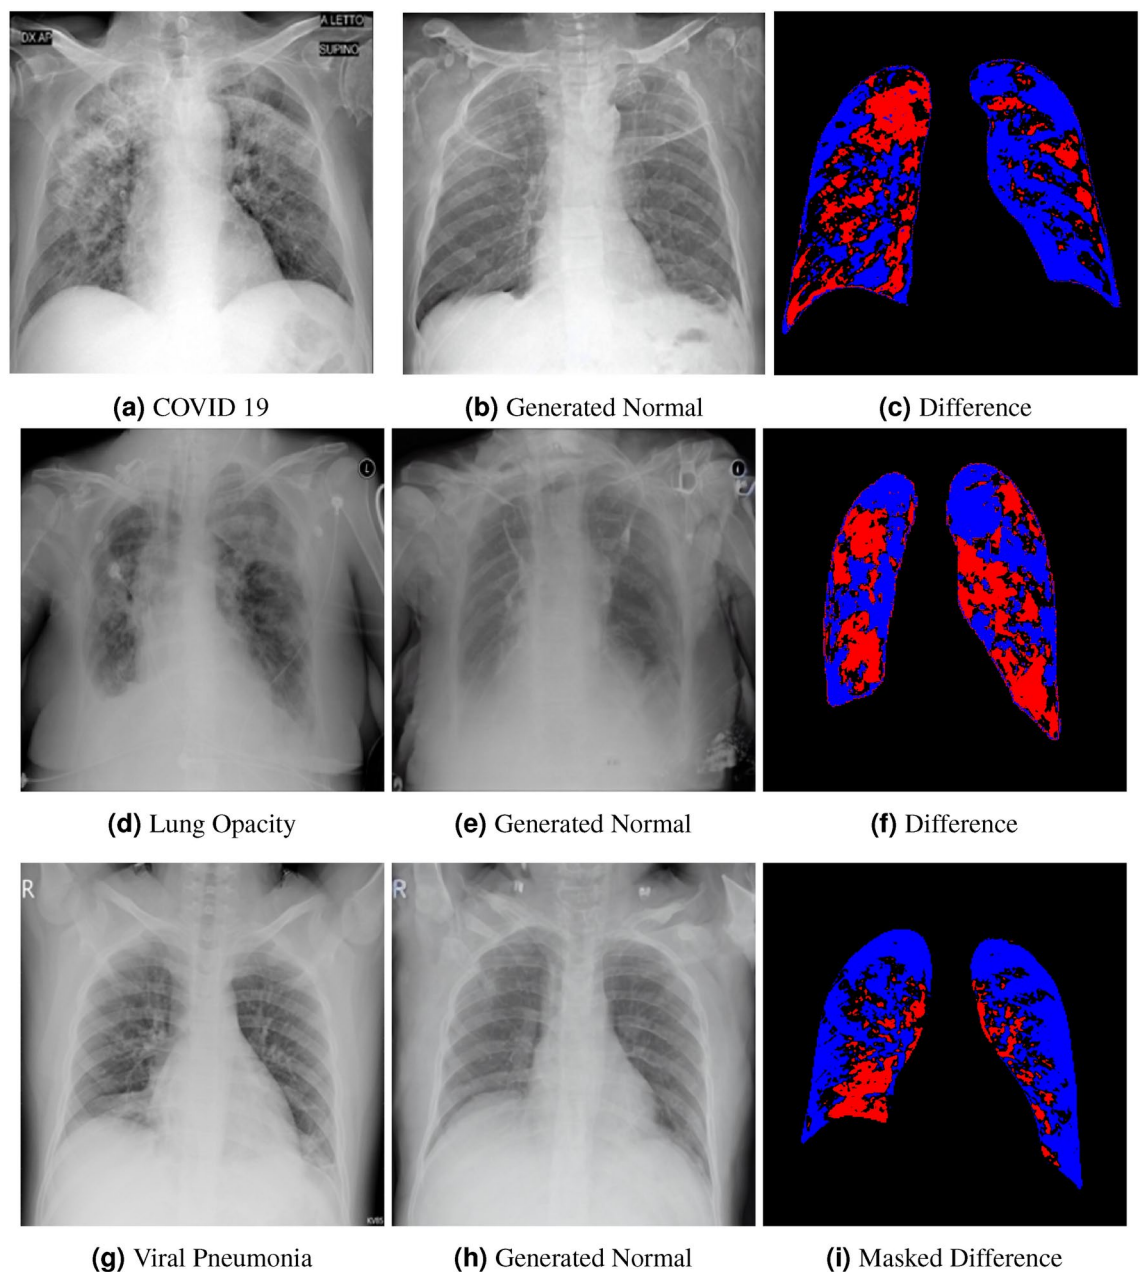 DX AP
A LETTO
SUPINO
(a) COVID 19
(b) Generated Normal
(c) Difference
L
(d) Lung Opacity
(e) Generated Normal
(f) Difference
R
R
KV85
(g) Viral Pneumonia
(h) Generated Normal
(i) Masked Difference